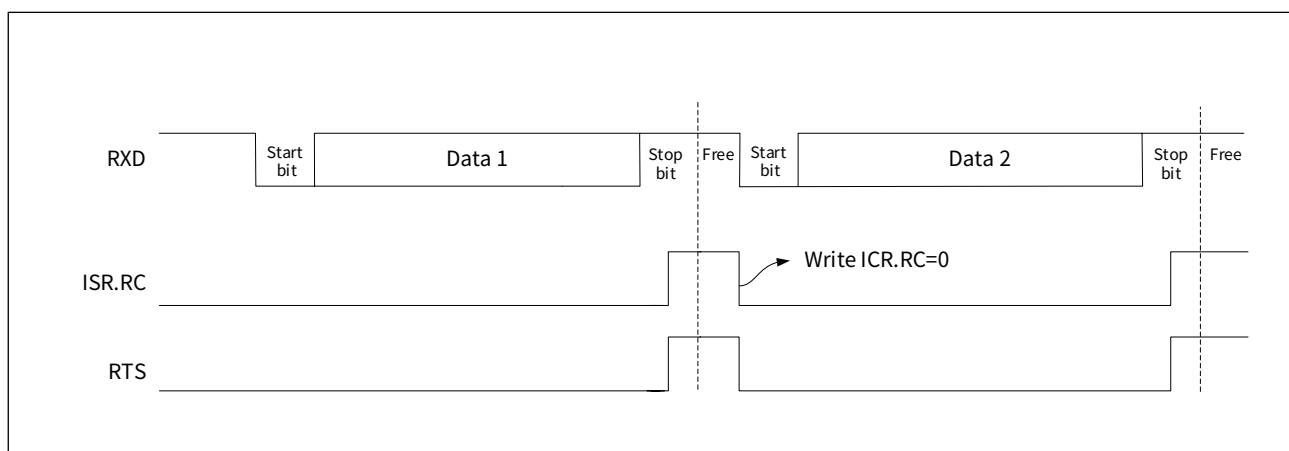 RXD
Start
bit
Data 1
Stop
bit
Free
Start
bit
Data 2
Stop
bit
Free
ISR.RC
Write ICR.RC=0
RTS